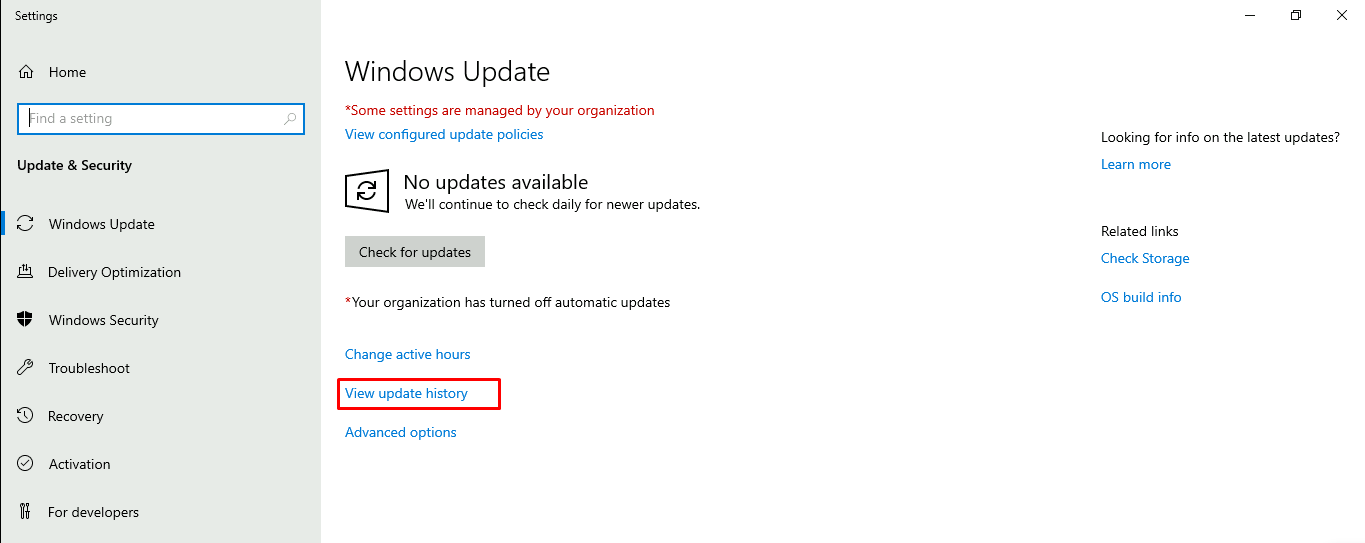 Settings
Home
Find a setting
Update & Security
Windows Update
Delivery Optimization
Windows Security
Troubleshoot
Recovery
Activation
For developers
Windows Update
*Some settings are managed by your organization
View configured update policies
No updates available
We'll continue to check daily for newer updates.
Check for updates
*Your organization has turned off automatic updates
Change active hours
View update history
Advanced options
Looking for info on the latest updates?
Learn more
Related links
Check Storage
OS build info